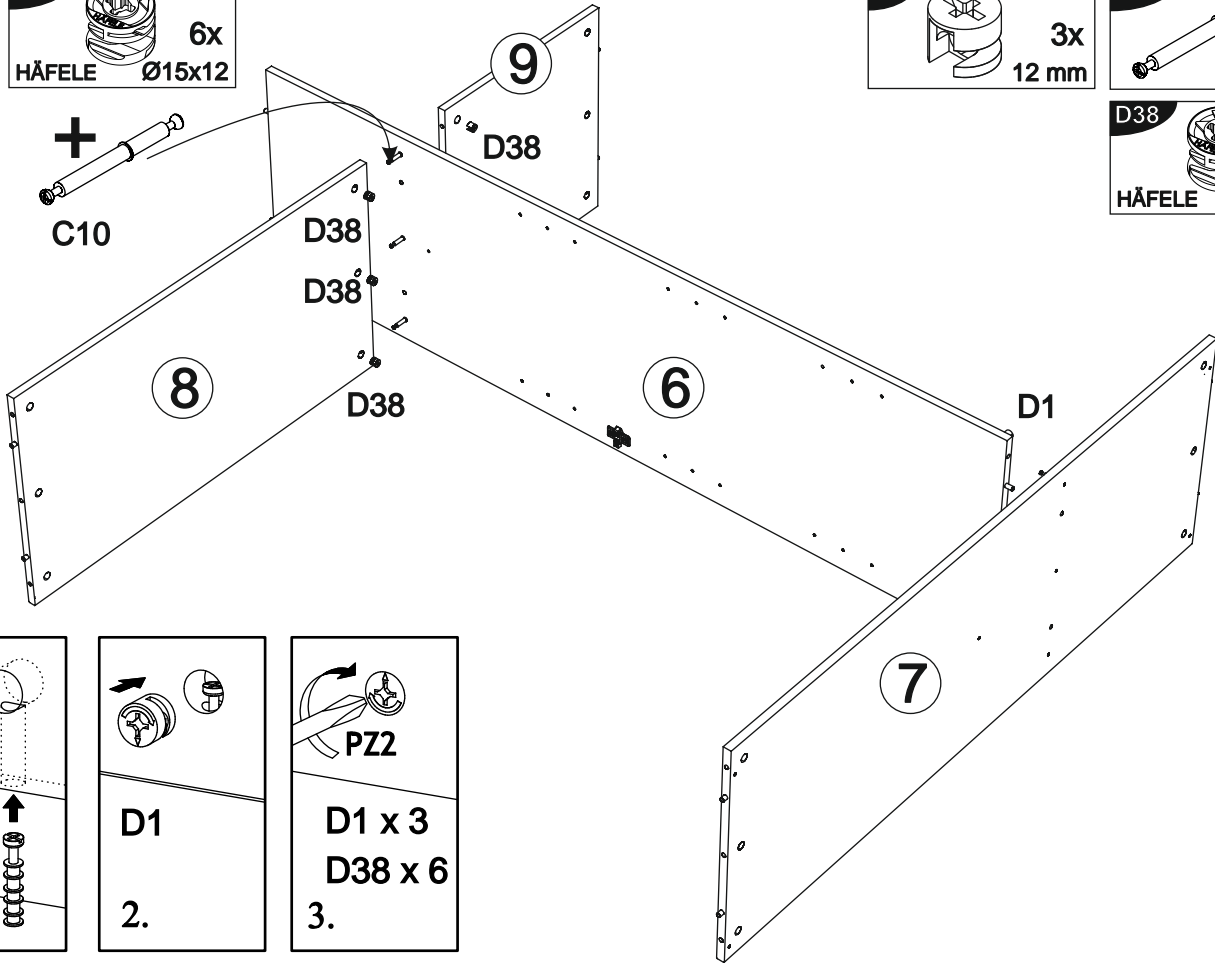 6x
HÄFELE Ø15x12
3x
12 mm
D38
HÄFELE
+
C10
9
D38
D38
D38
D38
8
6
D1
7
D1
2.
PZ2
D1 x 3
D38 x 6
3.